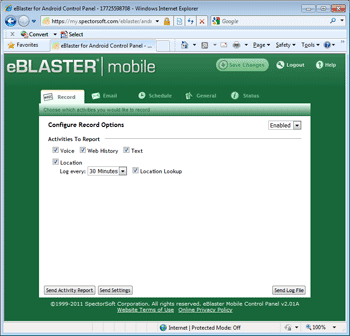 eBlaster for Android Control Panel - 17725598708 - Windows Internet Explorer
https://my.spectorsoft.com/eblaster/andr
Google
Convert Select
Favorites eBlaster for Android Control Panel
Page Safety Tools
eBLASTER mobile
Save Changes Logout Help
Record Email Schedule General Status
Choose which activities you would like to record
Configure Record Options Enabled
Activities To Report
Voice Web History Text
Location
Log every: 30 Minutes Location Lookup
Send Activity Report Send Settings Send Log File
©1999-2011 SpectorSoft Corporation. All rights reserved. eBlaster Mobile Control Panel v2.01A
Website Terms of Use Online Privacy Policy
Internet | Protected Mode: Off 100%